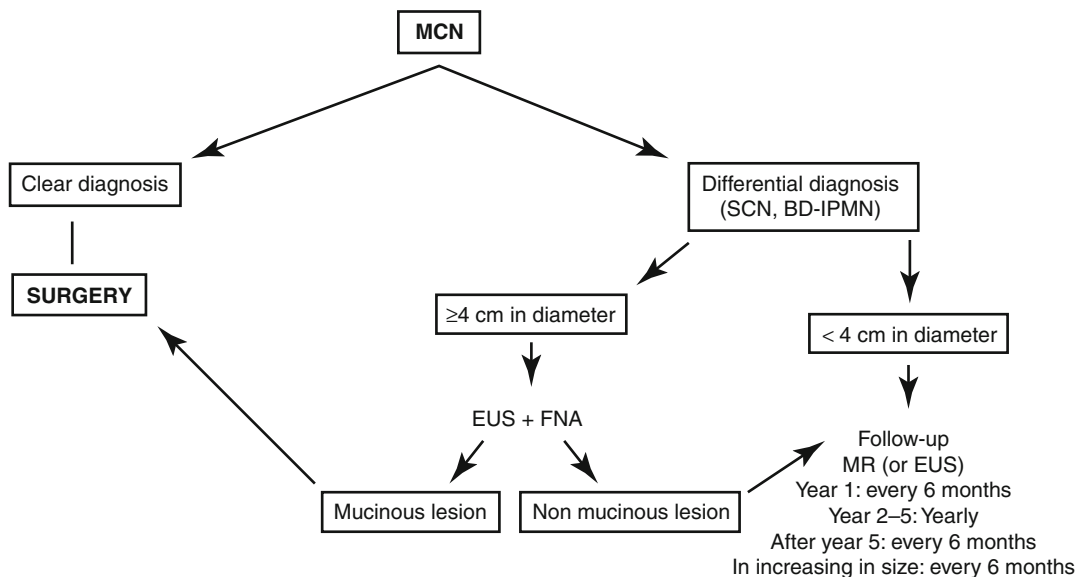 MCN
Clear diagnosis
Differential diagnosis
(SCN, BD-IPMN)
SURGERY
≥4 cm in diameter
< 4 cm in diameter
EUS + FNA
Mucinous lesion
Non mucinous lesion
Follow-up
MR (or EUS)
Year 1: every 6 months
Year 2–5: Yearly
After year 5: every 6 months
In increasing in size: every 6 months